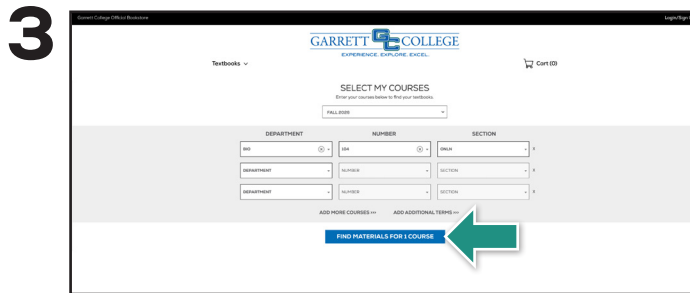 3
Garrett College Official Bookstore Login/Sign
GARRETT GC COLLEGE
EXPERIENCE. EXPLORE. EXCEL.
Textbooks Cart (0)
SELECT MY COURSES
Enter your courses below to find your textbooks.
FALL 2025
DEPARTMENT NUMBER SECTION
BIO 104 ONLN X
DEPARTMENT NUMBER SECTION X
DEPARTMENT NUMBER SECTION X
ADD MORE COURSES >>> ADD ADDITIONAL TERMS >>>
FIND MATERIALS FOR 1 COURSE